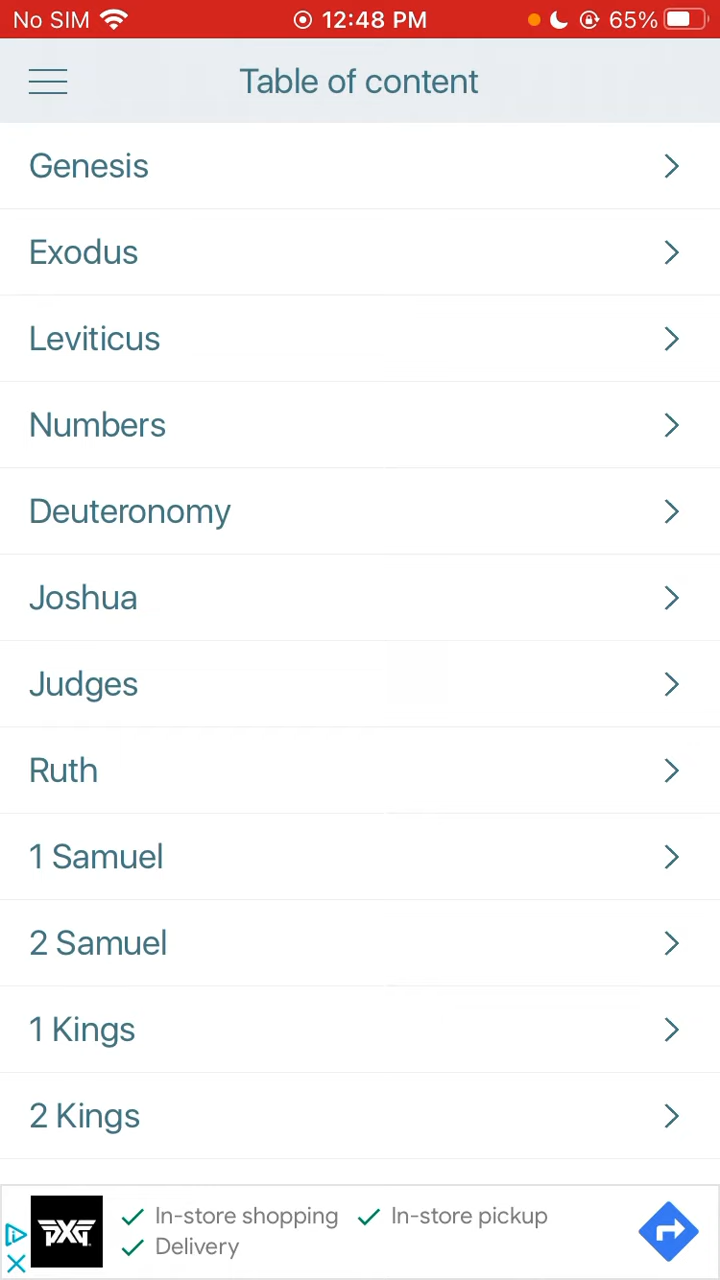 No SIM 12:48 PM 65%
Table of content
Genesis
Exodus
Leviticus
Numbers
Deuteronomy
Joshua
Judges
Ruth
1 Samuel
2 Samuel
1 Kings
2 Kings
PXG
In-store shopping In-store pickup
Delivery